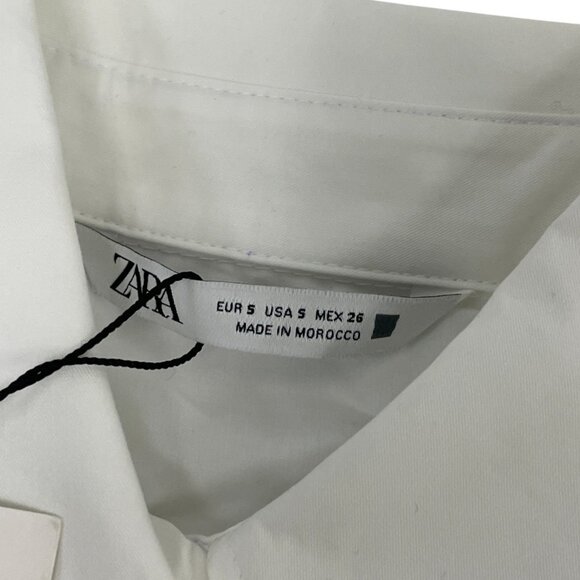 ZARA
EUR S USA S MEX 26
MADE IN MOROCCO